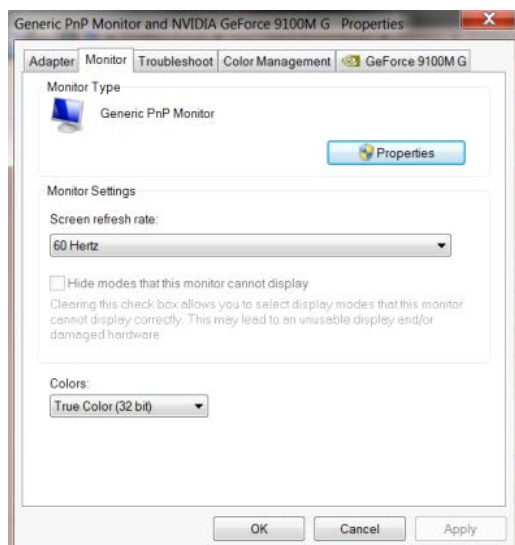 Generic PnP Monitor and NVIDIA GeForce 9100M G Properties
Adapter Monitor Troubleshoot Color Management GeForce 9100M G
Monitor Type
Generic PnP Monitor
Properties
Monitor Settings
Screen refresh rate:
60 Hertz
Hide modes that this monitor cannot display
Clearing this check box allows you to select display modes that this monitor
cannot display correctly. This may lead to an unusable display and/or
damaged hardware.
Colors:
True Color (32 bit)
OK Cancel Apply